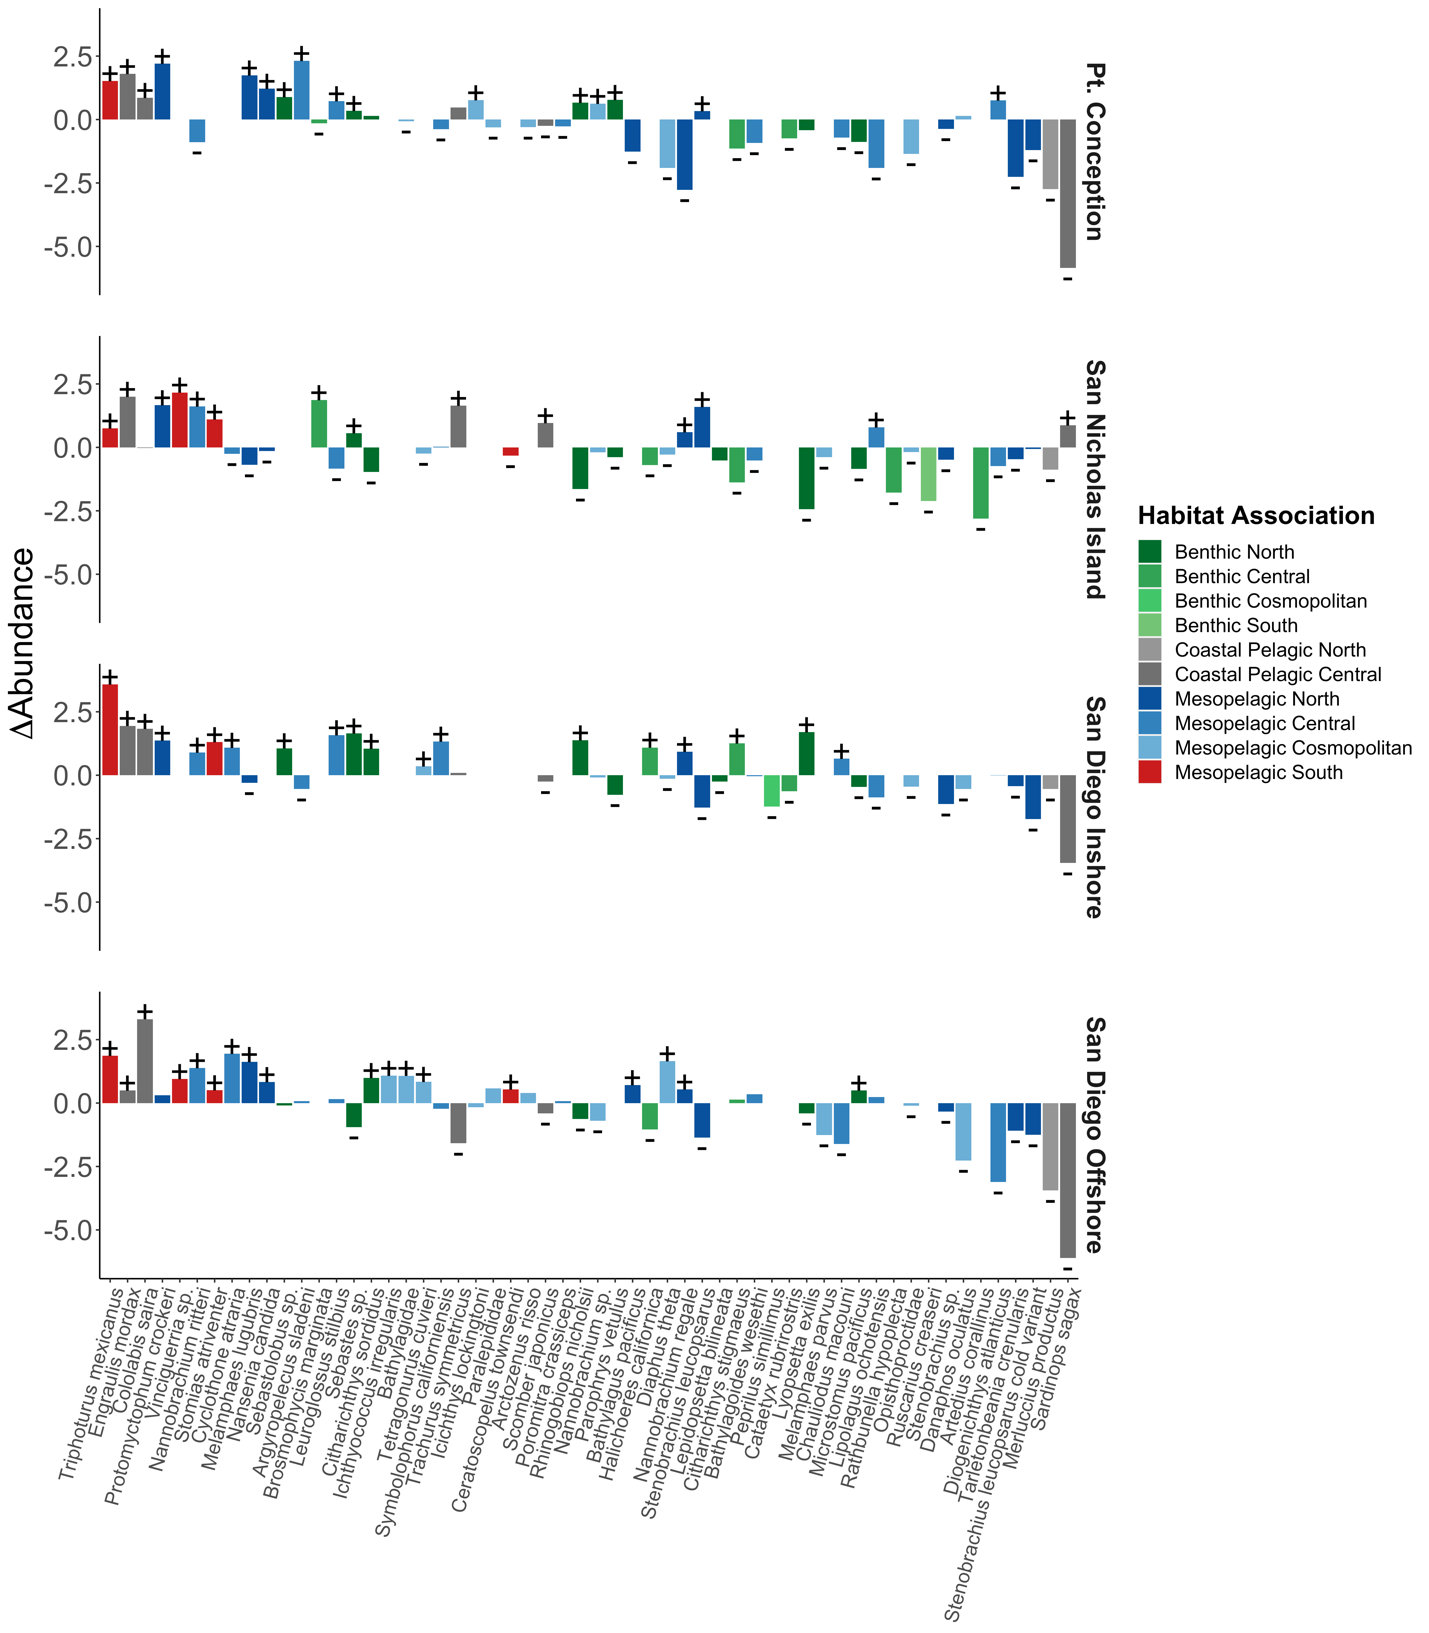 2.5
0.0
-2.5
-5.0
Pt. Conception
2.5
0.0
-2.5
-5.0
San Nicholas Island
2.5
0.0
-2.5
-5.0
San Diego Inshore
2.5
0.0
-2.5
-5.0
San Diego Offshore
ΔAbundance
Triphoturus mexicanus
Engraulis mordax
Cololabis saira
Protomyctophum crockeri
Vinciguerria sp.
Nannobrachium ritteri
Stomias atriventer
Cyclothone atraria
Melamphaes lugubris
Nansenia candida
Sebastolobus sp.
Argyropelecus sladenii
Brosmophycis marginata
Leuroglossus stilbius
Sebastes sp.
Citharichthys sordidus
Ichthyococcus irregularis
Bathylagidae
Tetragonurus cuvieri
Symbolophorus californiensis
Trachurus symmetricus
Icichthys lockingtoni
Paralepididae
Ceratoscopelus townsendi
Arctozenus risso
Scomber japonicus
Poromitra crassiceps
Rhinogobiops nicholsii
Nannobrachium sp.
Parophrys vetulus
Bathylagus pacificus
Halichoeres californica
Diaphus theta
Nannobrachium regale
Stenobrachius leucopsarus
Lepidopsetta bilineata
Citharichthys stigmaeus
Bathylagoides wesethi
Peprilus simillimus
Cataetyx rubrirostris
Lyopsetta exilis
Melamphaes parvus
Chauliodus macouni
Microstomus pacificus
Lipolagus ochotensis
Rathbunella hypoplecta
Opisthoproctidae
Ruscarius creaseri
Stenobrachius sp.
Danaphos oculatus
Artedius corallinus
Diogenichthys atlanticus
Tarletonbeania crenularis
Stenobrachius leucopsarus cold variant
Merluccius productus
Sardinops sagax
Habitat Association
Benthic North
Benthic Central
Benthic Cosmopolitan
Benthic South
Coastal Pelagic North
Coastal Pelagic Central
Mesopelagic North
Mesopelagic Central
Mesopelagic Cosmopolitan
Mesopelagic South